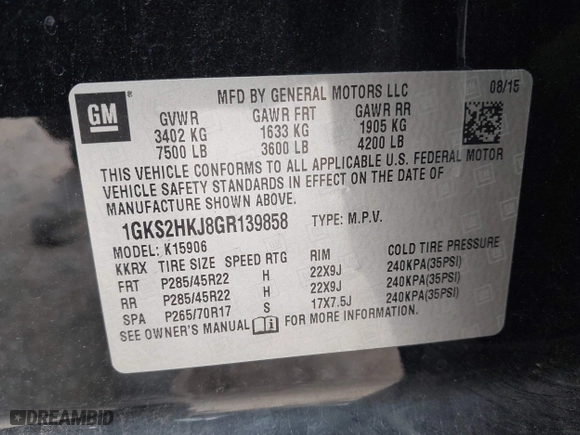 MFD BY GENERAL MOTORS LLC 08/15
GM ®
GVWR GAWR FRT GAWR RR
3402 KG 1633 KG 1905 KG
7500 LB 3600 LB 4200 LB
THIS VEHICLE CONFORMS TO ALL APPLICABLE U.S. FEDERAL MOTOR
VEHICLE SAFETY STANDARDS IN EFFECT ON THE DATE OF
MANUFACTURE SHOWN ABOVE.
1GKS2HKJ8GR139858 TYPE: M.P.V.
MODEL: K15906
KKRX TIRE SIZE SPEED RTG RIM COLD TIRE PRESSURE
FRT P285/45R22 H 22X9J 240KPA(35PSI)
RR P285/45R22 H 22X9J 240KPA(35PSI)
SPA P265/70R17 S 17X7.5J 240KPA(35PSI)
SEE OWNER'S MANUAL i FOR MORE INFORMATION.
DREAMBID